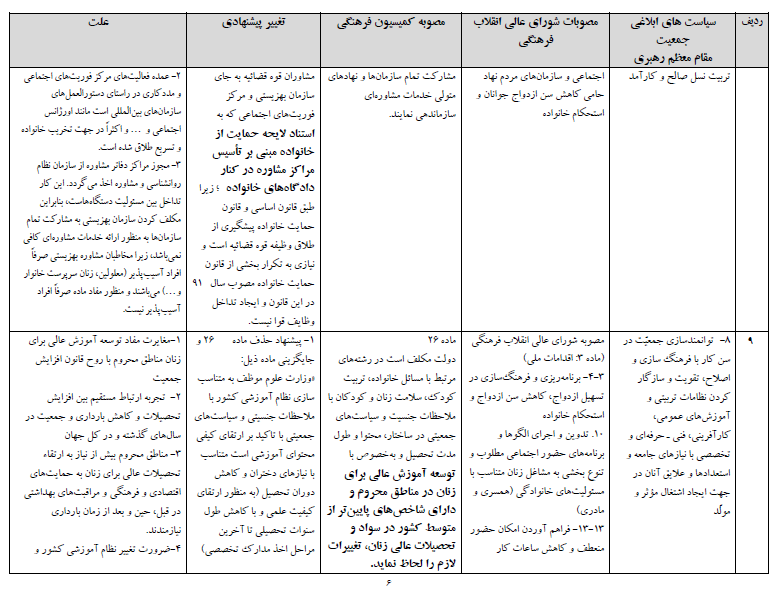 ردیف
سیاست های ابلاغی
جمعیت
مقام معظم رهبری
مصوبات شورای عالی انقلاب
فرهنگی
مصوبه کمیسیون فرهنگی
تغییر پیشنهادی
علت
تربیت نسل صالح و کارآمد
اجتماعی و سازمان‌های مردم نهاد
حامی کاهش سن ازدواج جوانان و
استحکام خانواده
مشارکت تمام سازمان‌ها و نهادهای
متولی خدمات مشاوره‌ای
سازماندهی نمایند.
مشاوران قوه قضائیه به جای
سازمان بهزیستی و مرکز
فوریت‌های اجتماعی که به
استناد لایحه حمایت از
خانواده مبنی بر تأسیس
مراکز مشاوره در کنار
دادگاه‌های خانواده ؛ زیرا
طبق قانون اساسی و قانون
حمایت خانواده پیشگیری از
طلاق وظیفه قوه قضائیه است و
نیازی به تکرار بخشی از قانون
حمایت خانواده مصوب سال ۹۱
در این قانون و ایجاد تداخل
وظایف قوا نیست.
۲- عمده فعالیت‌های مرکز فوریت‌های اجتماعی
و مددکاری در راستای دستورالعمل‌های
سازمان‌های بین‌المللی است مانند اورژانس
اجتماعی و … و اکثراً در جهت تخریب خانواده
و تسریع طلاق شده است.
۳- مجوز مراکز دفاتر مشاوره از سازمان نظام
روانشناسی و مشاوره اخذ می‌گردد. این کار
تداخل بین مسئولیت دستگاه‌هاست، بنابراین
مکلف کردن سازمان بهزیستی به مشارکت تمام
سازمان‌ها به منظور ارائه خدمات مشاوره‌ای کافی
نمی‌باشد، زیرا مخاطبان مشاوره بهزیستی صرفاً
افراد آسیب‌پذیر (معلولین، زنان سرپرست خانوار
و…) می‌باشند و منظور مفاد ماده صرفاً افراد
آسیب‌پذیر نیست.
۹
۸- توانمندسازی جمعیّت در
سن کار با فرهنگ سازی و
اصلاح، تقویت و سازگار
کردن نظامات تربیتی و
آموزش‌های عمومی،
کارآفرینی، فنی ـ حرفه‌ای و
تخصصی با نیازهای جامعه و
استعدادها و علایق آنان در
جهت ایجاد اشتغال مؤثر و
مولّد
مصوبه شورای عالی انقلاب فرهنگی
(ماده ۳: اقدامات ملی)
۳-۴- برنامه‌ریزی و فرهنگ‌سازی در
تسهیل ازدواج، کاهش سن ازدواج و
استحکام خانواده
۱۰. تدوین و اجرای الگوها و
برنامه‌های حضور اجتماعی مطلوب و
تنوع بخشی به مشاغل زنان متناسب با
مسئولیت‌های خانوادگی (همسری و
مادری)
۱۳-۱۳- فراهم آوردن امکان حضور
منعطف و کاهش ساعات کار
ماده ۲۶
دولت مکلف است در رشته‌های
مرتبط با مسائل خانواده، تربیت
کودک، سلامت زنان و کودکان با
ملاحظات جنسیت و سیاست‌های
جمعیتی در ساختار، محتوا و طول
مدت تحصیل و به‌خصوص با
توسعه آموزش عالی برای
زنان در مناطق محروم و
دارای شاخص‌های پایین‌تر از
متوسط کشور در سواد و
تحصیلات عالی زنان، تغییرات
لازم را لحاظ نماید.
۱- پیشنهاد حذف ماده ۲۶ و
جایگزینی ماده ذیل:
«وزارت علوم موظف به متناسب
سازی نظام آموزشی کشور با
ملاحظات جنسیتی و سیاست‌های
جمعیتی با تاکید بر ارتقای کیفی
محتوای آموزشی است متناسب
با نیازهای دختران و کاهش
دوران تحصیل (به منظور ارتقای
کیفیت علمی و با کاهش طول
سنوات تحصیلی تا آخرین
مراحل اخذ مدارک تخصصی)
۱-مغایرت مفاد توسعه آموزش عالی برای
زنان مناطق محروم با روح قانون افزایش
جمعیت
۲- تجربه ارتباط مستقیم بین افزایش
تحصیلات و کاهش بارداری و جمعیت در
سال‌های گذشته و در کل جهان
۳- مناطق محروم بیش از نیاز به ارتقاء
تحصیلات عالی برای زنان به حمایت‌های
اقتصادی و فرهنگی و مراقبت‌های بهداشتی
در قبل، حین و بعد از زمان بارداری
نیازمندند.
۴-ضرورت تغییر نظام آموزشی کشور و
۶